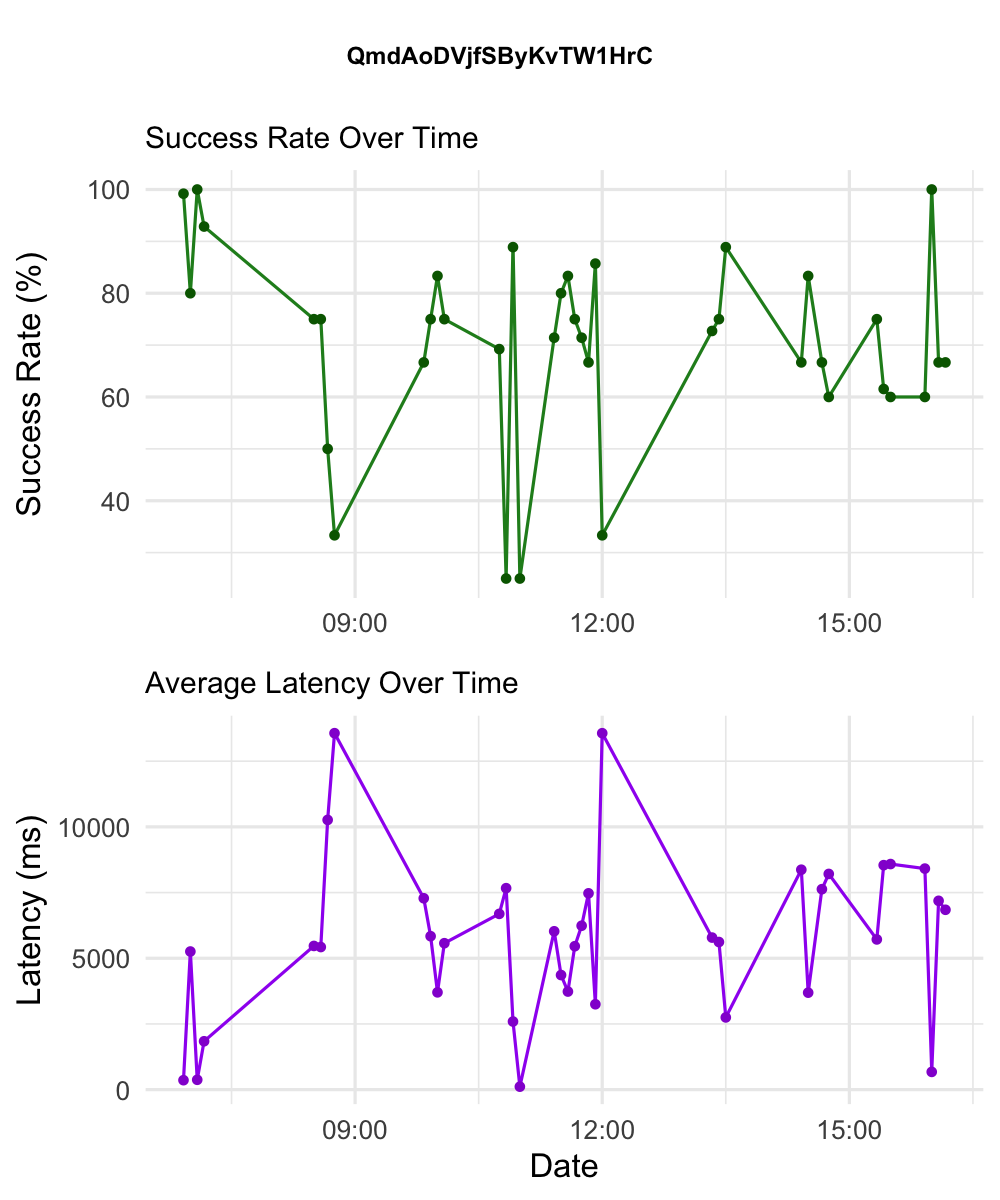 QmdAoDVjfSByKvTW1HrC
Success Rate Over Time
Success Rate (%)
100
80
60
40
09:00 12:00 15:00
Average Latency Over Time
Latency (ms)
10000
5000
0
09:00 12:00 15:00
Date